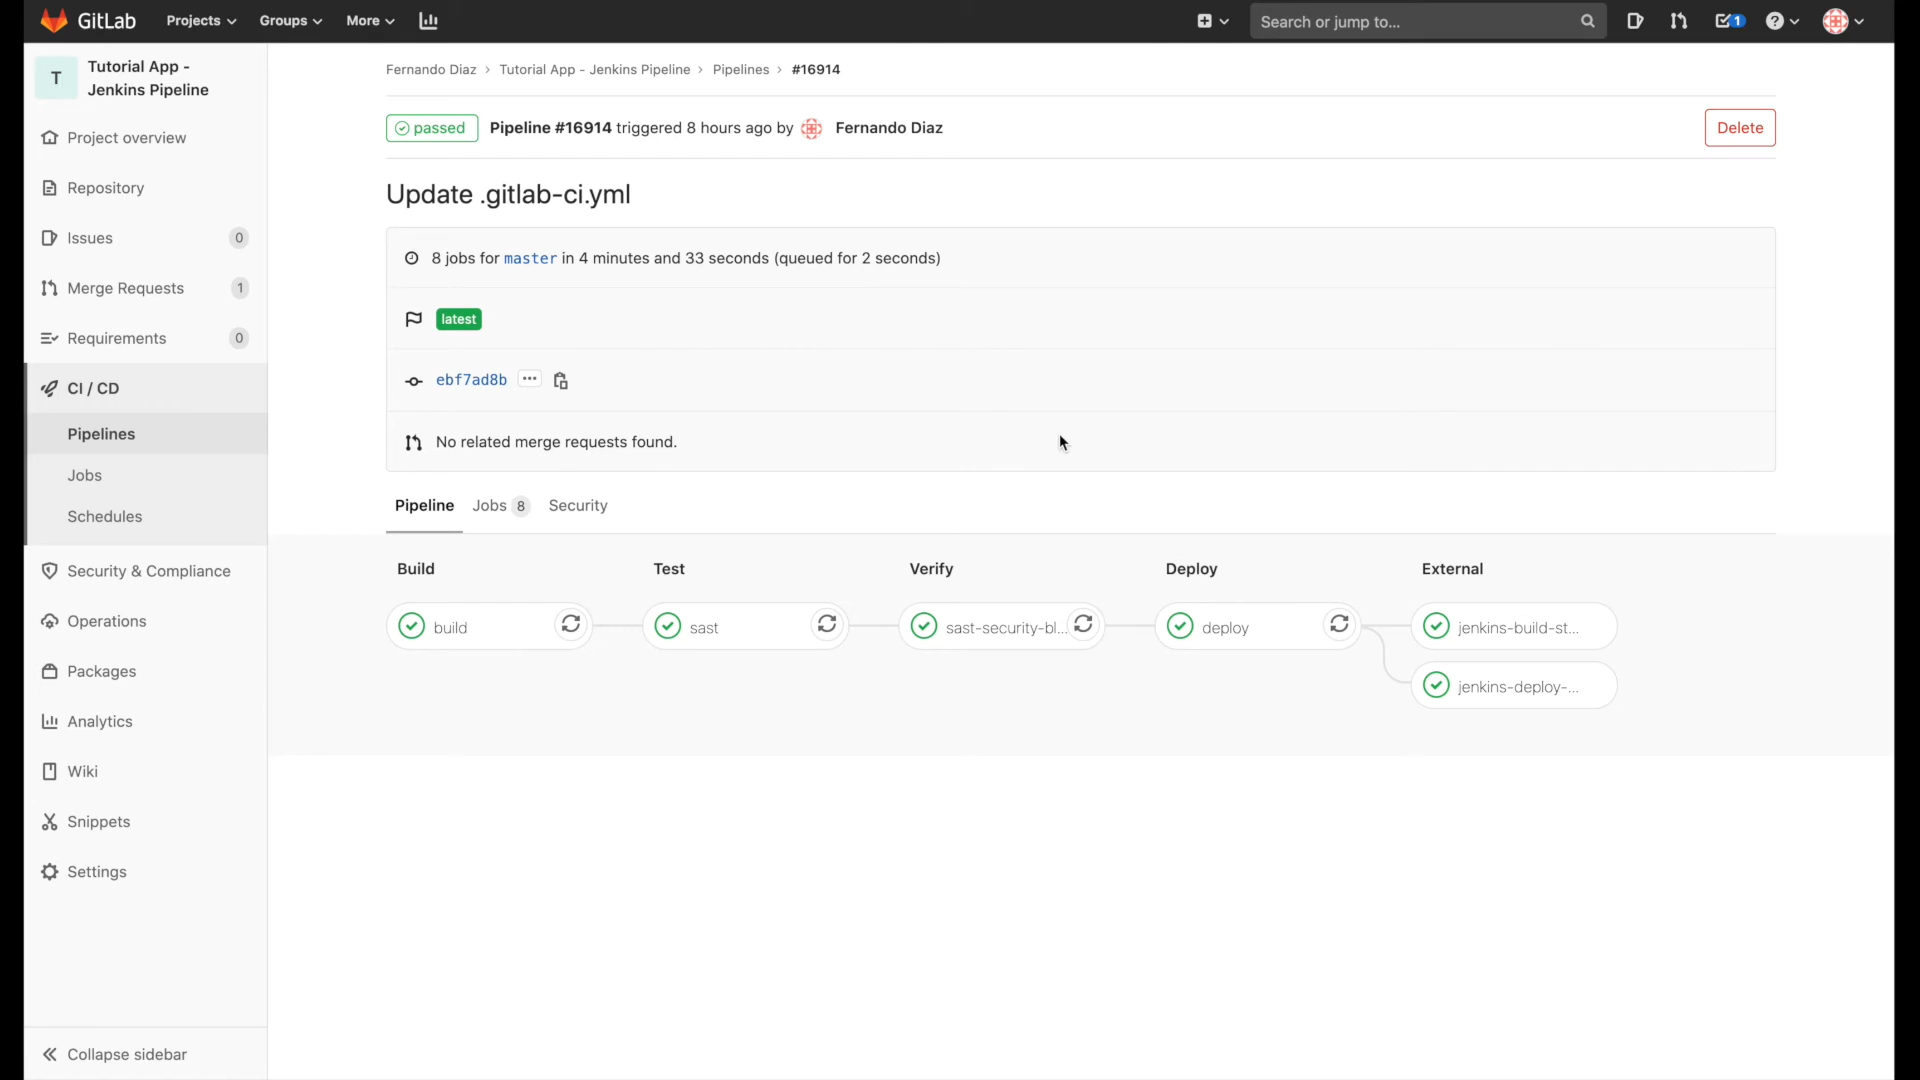 GitLab Projects Groups More Search or jump to... 1
T Tutorial App -
Jenkins Pipeline
Project overview
Repository
Issues 0
Merge Requests 1
Requirements 0
CI / CD
Pipelines
Jobs
Schedules
Security & Compliance
Operations
Packages
Analytics
Wiki
Snippets
Settings
Collapse sidebar
Fernando Diaz > Tutorial App - Jenkins Pipeline > Pipelines > #16914
passed Pipeline #16914 triggered 8 hours ago by Fernando Diaz Delete
Update .gitlab-ci.yml
8 jobs for master in 4 minutes and 33 seconds (queued for 2 seconds)
latest
ebf7ad8b ...
No related merge requests found.
Pipeline Jobs 8 Security
Build Test Verify Deploy External
build sast sast-security-bl... deploy jenkins-build-st...
jenkins-deploy-...